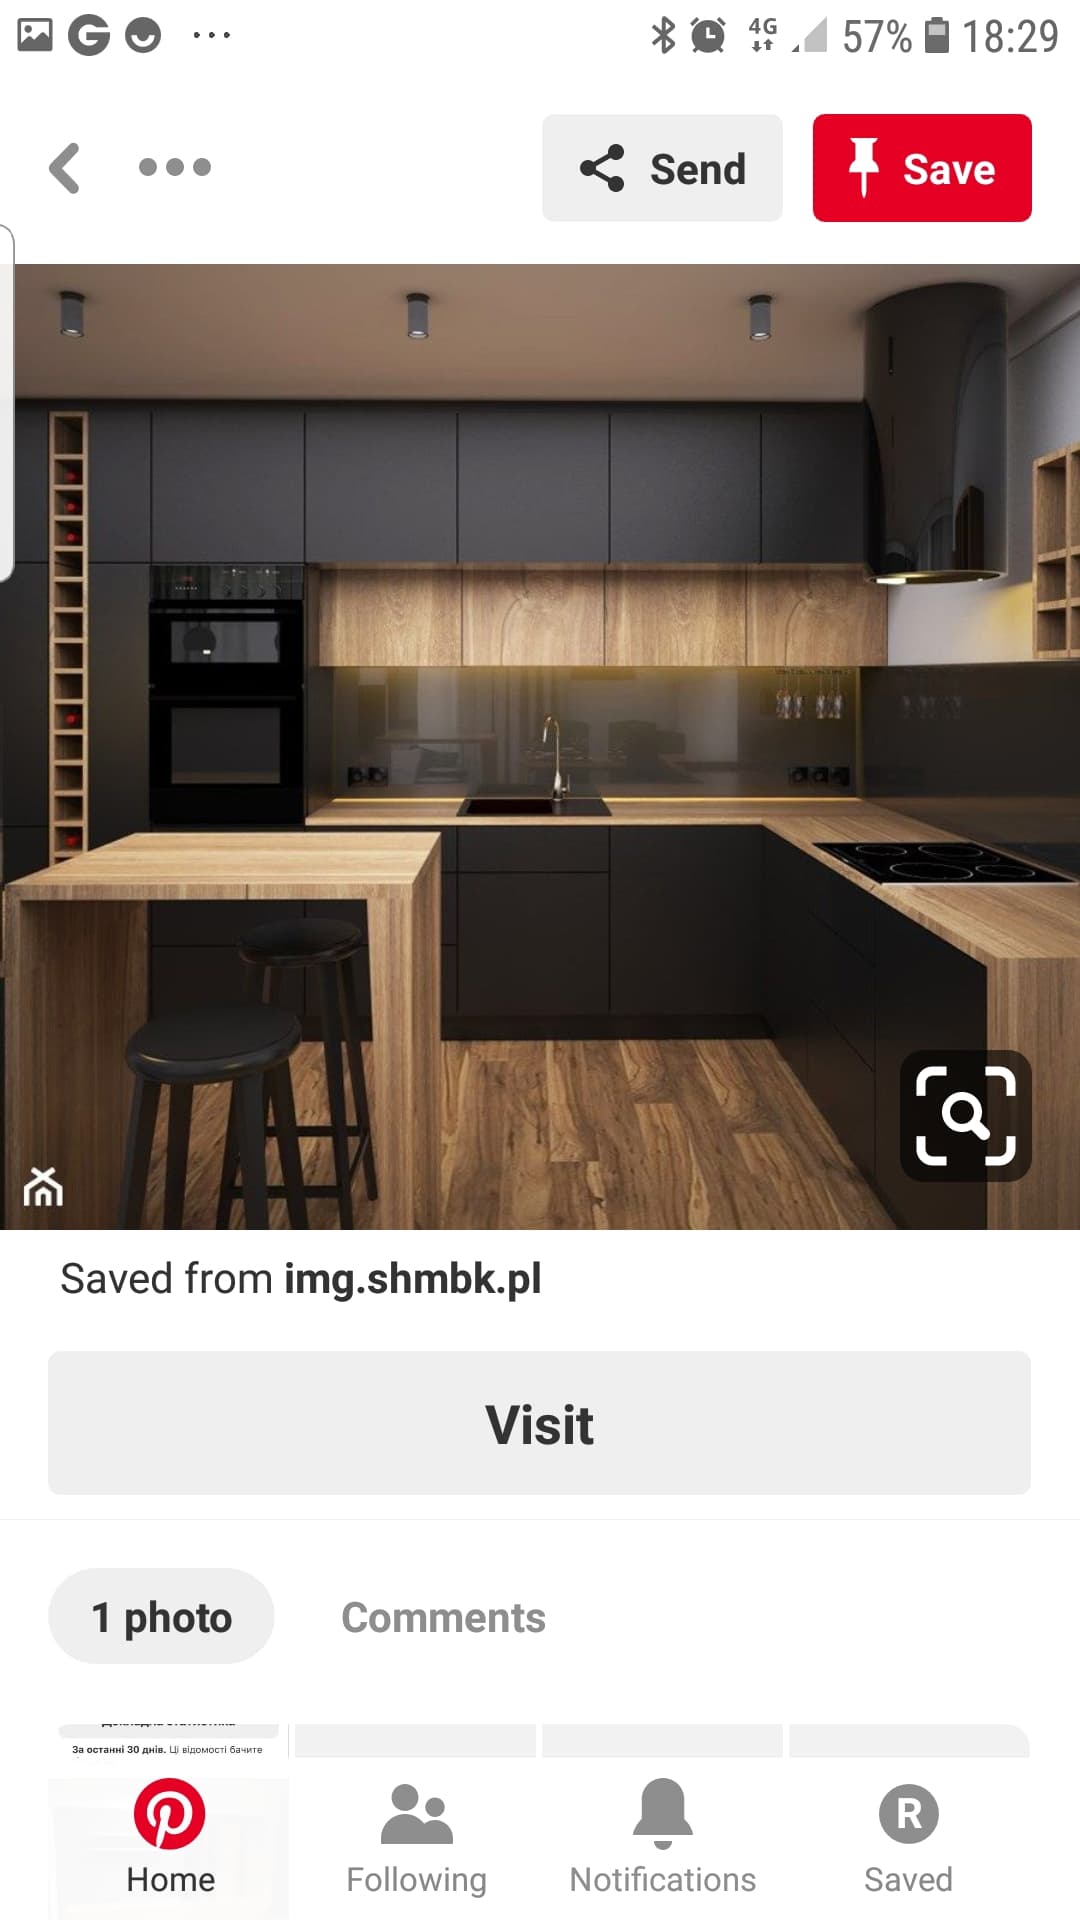 4G
57%
18:29
Send
Save
Saved from img.shmbk.pl
Visit
1 photo
Comments
За останні 30 днів. Ці відомості бачите
Home
Following
Notifications
R
Saved